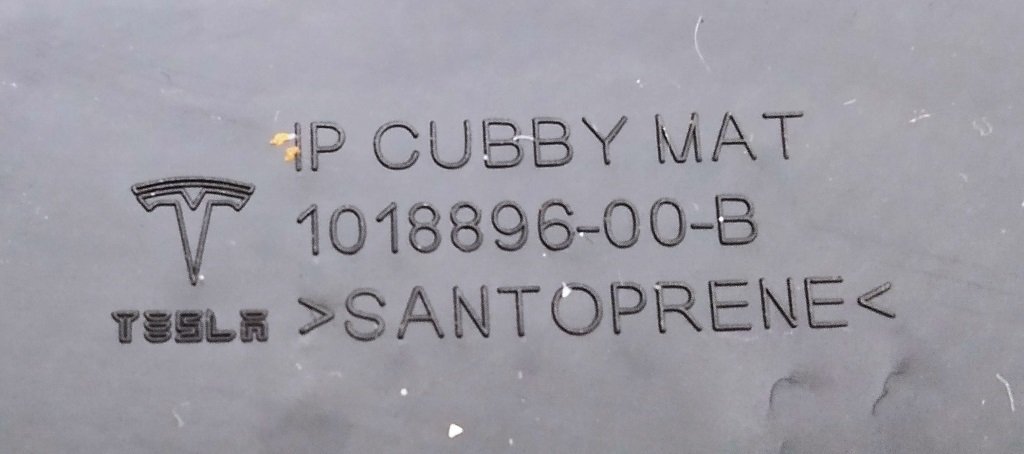 IP CUBBY MAT
1018896-00-B
>SANTOPRENE<
TESLA